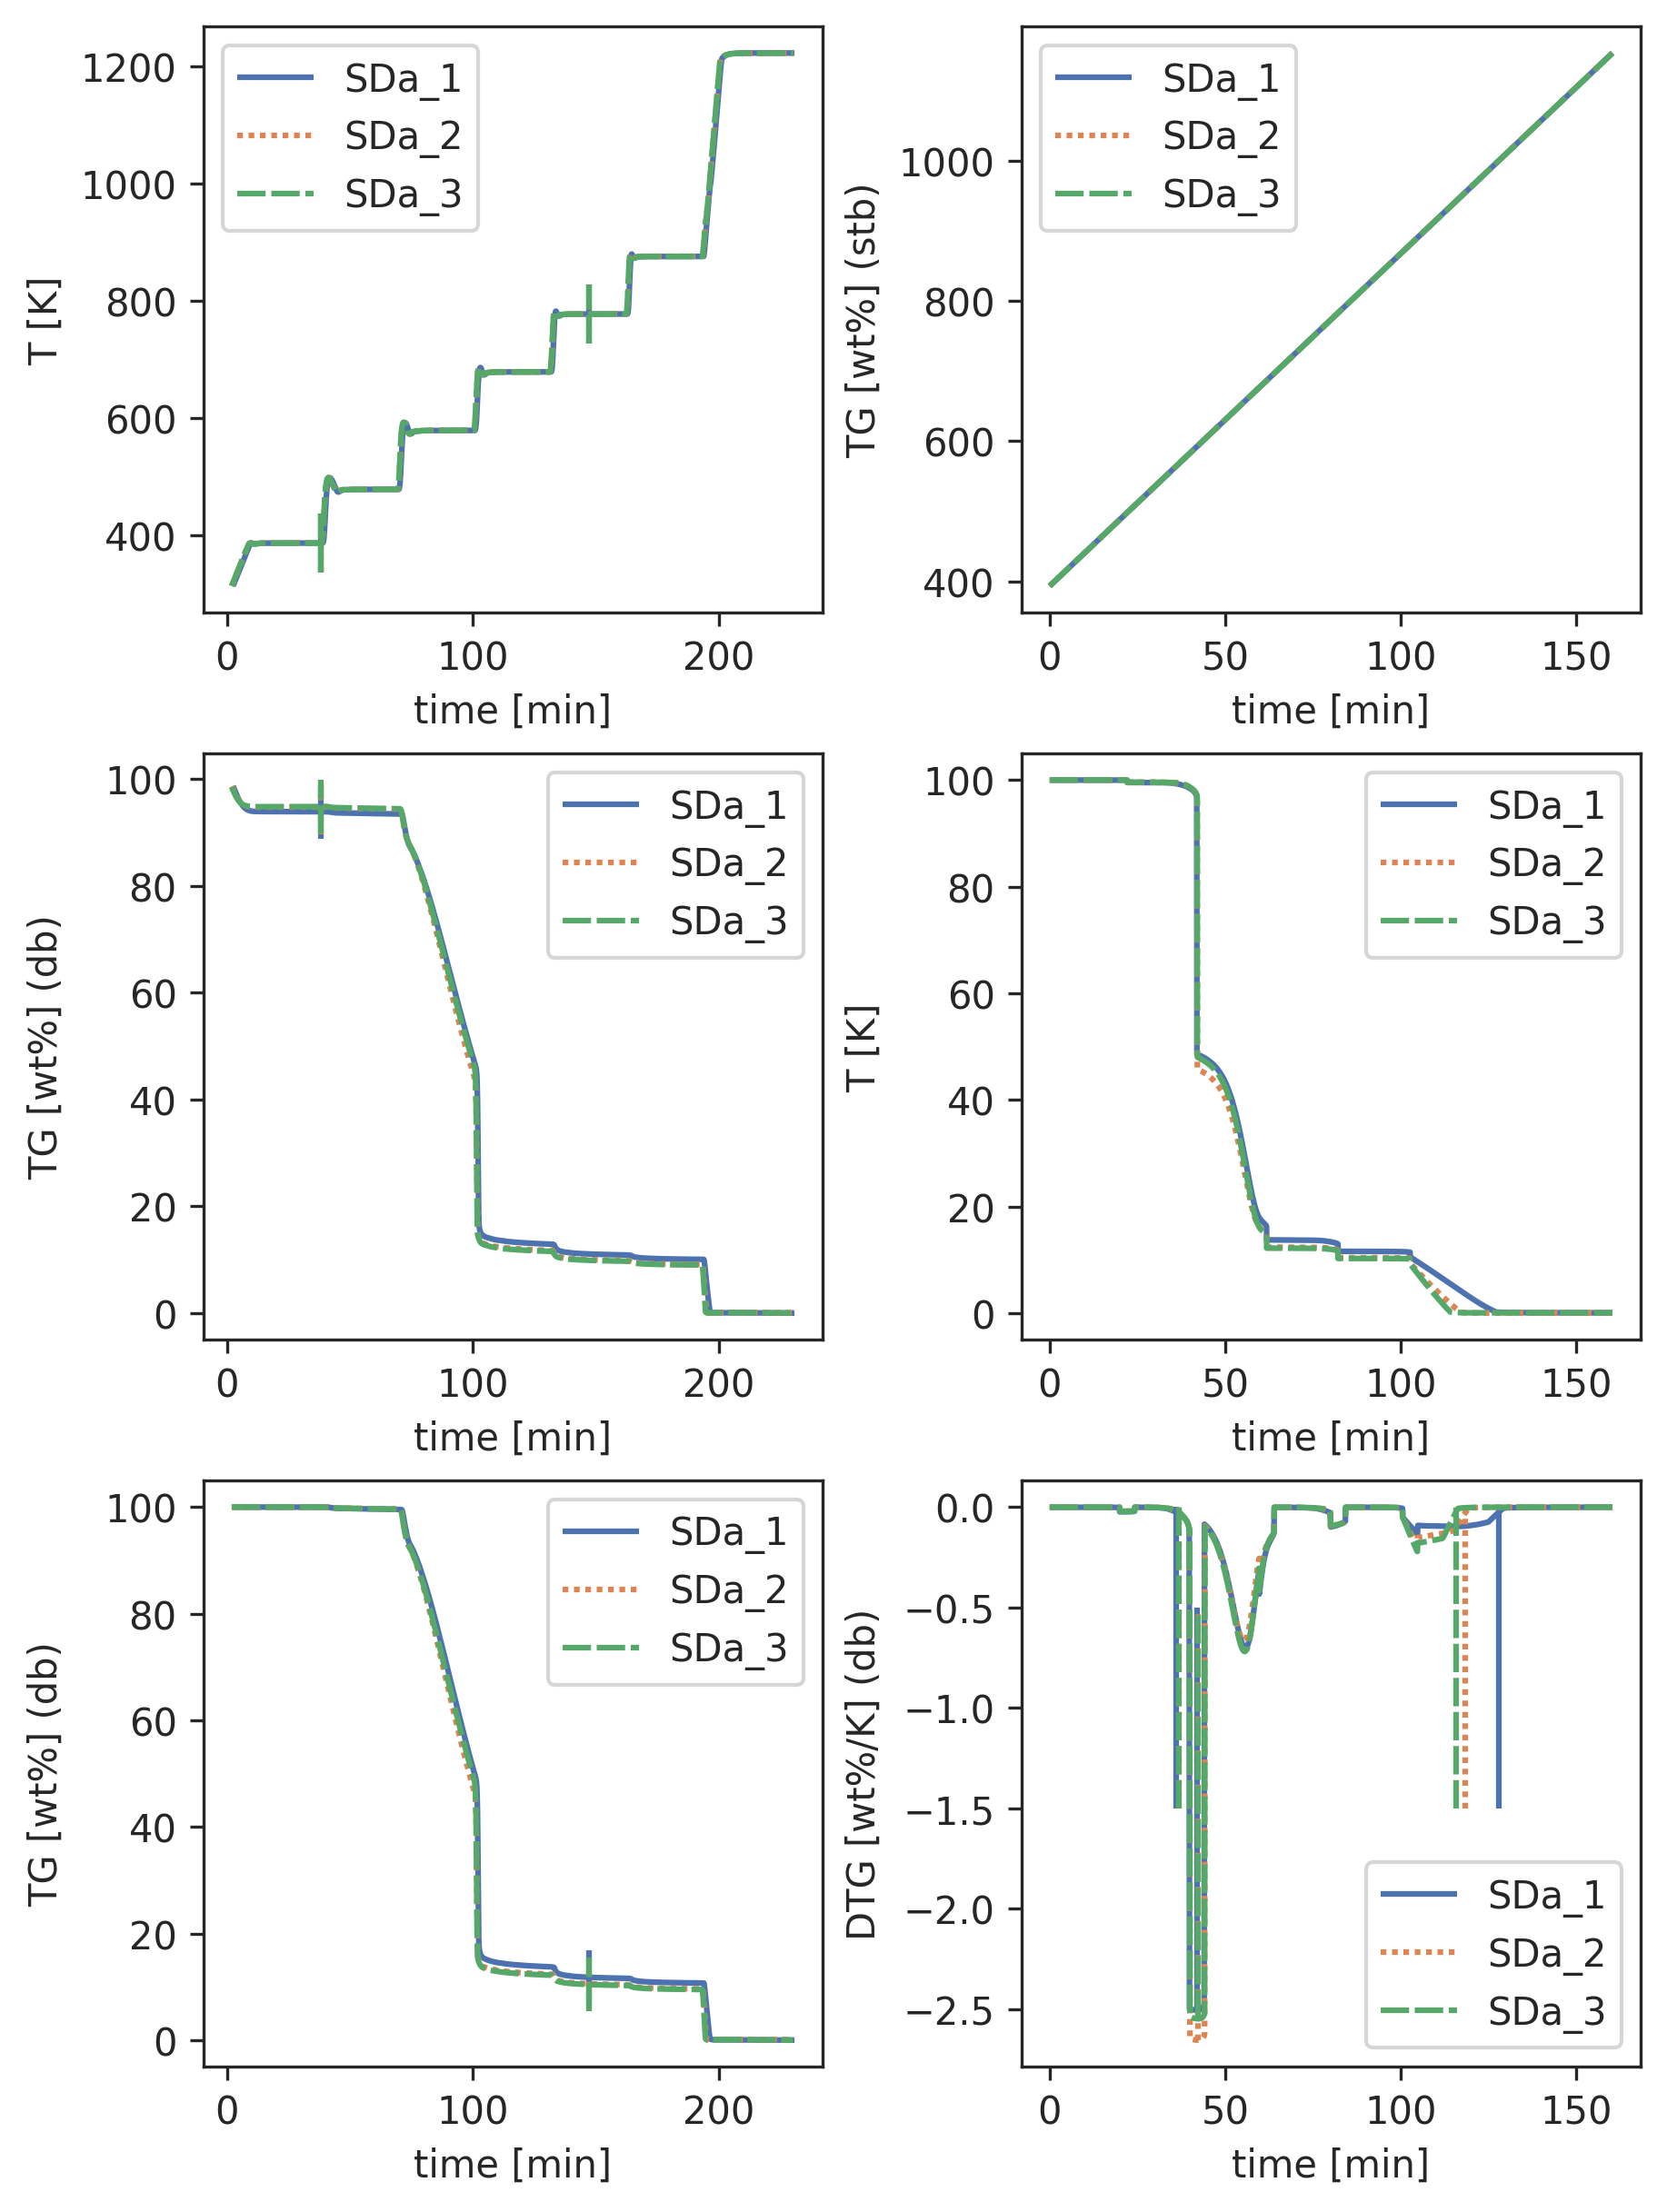 T [K]
1200
1000
800
600
400
SDa_1
SDa_2
SDa_3
0 100 200
time [min]
TG [wt%] (stb)
1000
800
600
400
SDa_1
SDa_2
SDa_3
0 50 100 150
time [min]
TG [wt%] (db)
100
80
60
40
20
0
SDa_1
SDa_2
SDa_3
0 100 200
time [min]
T [K]
100
80
60
40
20
0
SDa_1
SDa_2
SDa_3
0 50 100 150
time [min]
TG [wt%] (db)
100
80
60
40
20
0
SDa_1
SDa_2
SDa_3
0 100 200
time [min]
DTG [wt%/K] (db)
0.0
−0.5
−1.0
−1.5
−2.0
−2.5
SDa_1
SDa_2
SDa_3
0 50 100 150
time [min]